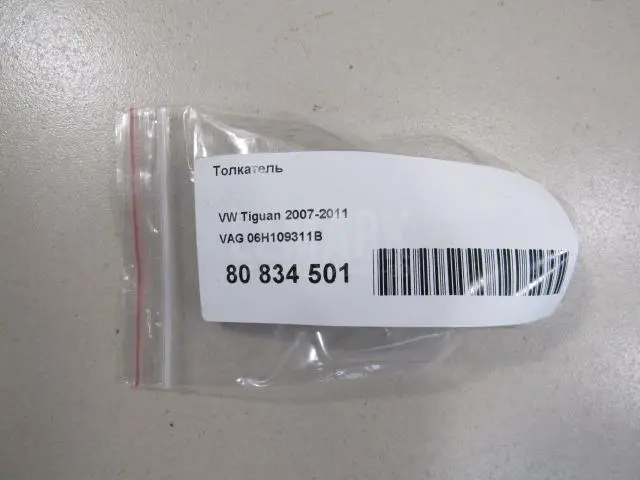 Толкатель
VW Tiguan 2007-2011
VAG 06H109311B
80 834 501